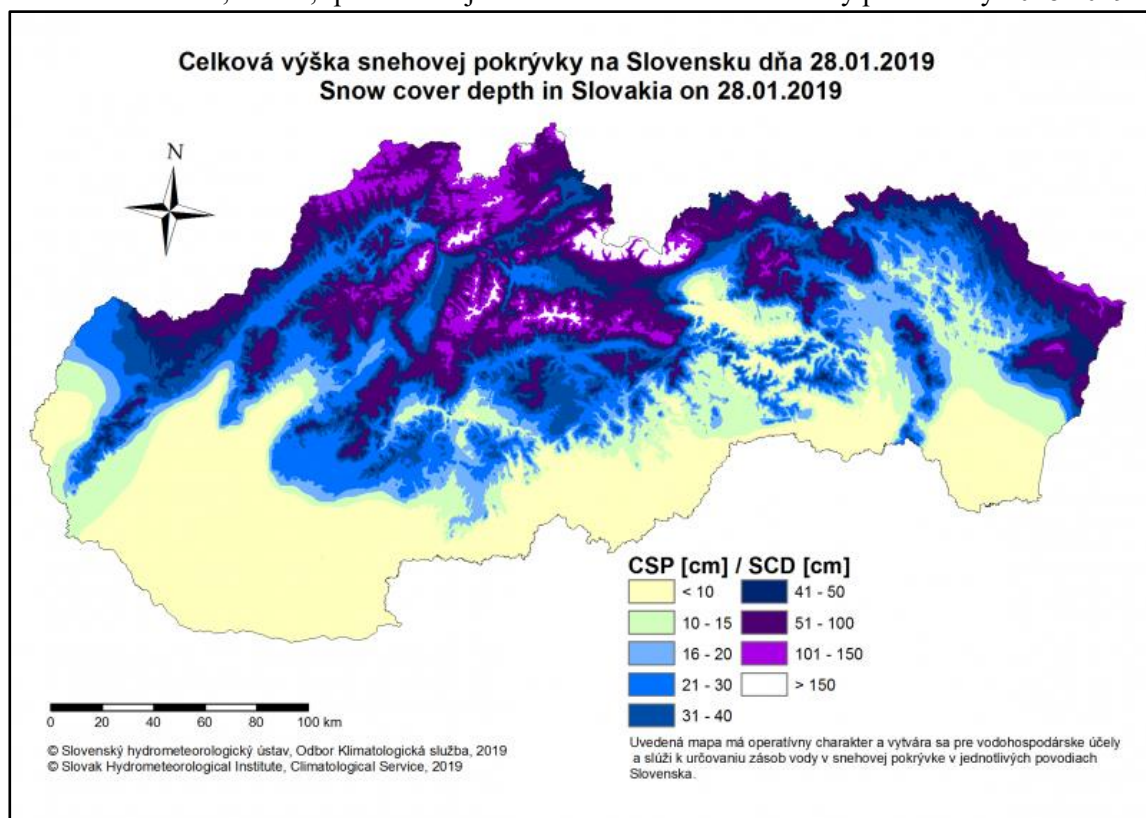 Celková výška snehovej pokrývky na Slovensku dňa 28.01.2019
Snow cover depth in Slovakia on 28.01.2019
N
CSP [cm] / SCD [cm]
< 10
10 - 15
16 - 20
21 - 30
31 - 40
41 - 50
51 - 100
101 - 150
> 150
0 20 40 60 80 100 km
© Slovenský hydrometeorologický ústav, Odbor Klimatologická služba, 2019
© Slovak Hydrometeorological Institute, Climatological Service, 2019
Uvedená mapa má operatívny charakter a vytvára sa pre vodohospodárske účely
a slúži k určovaniu zásob vody v snehovej pokrývke v jednotlivých povodiach
Slovenska.